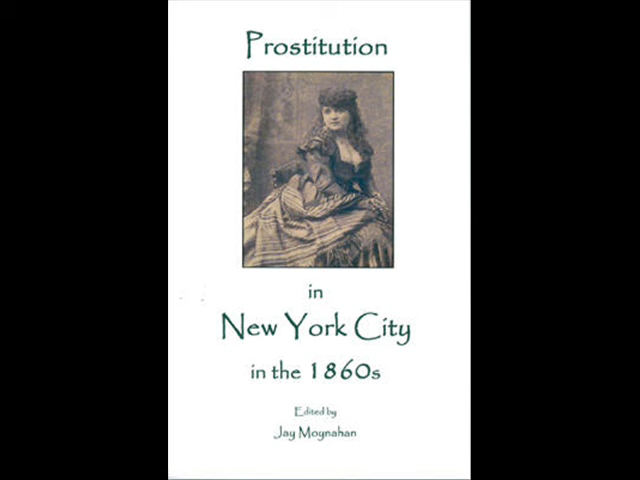 Prostitution
in
New York City
in the 1860s
Edited by
Jay Moynahan